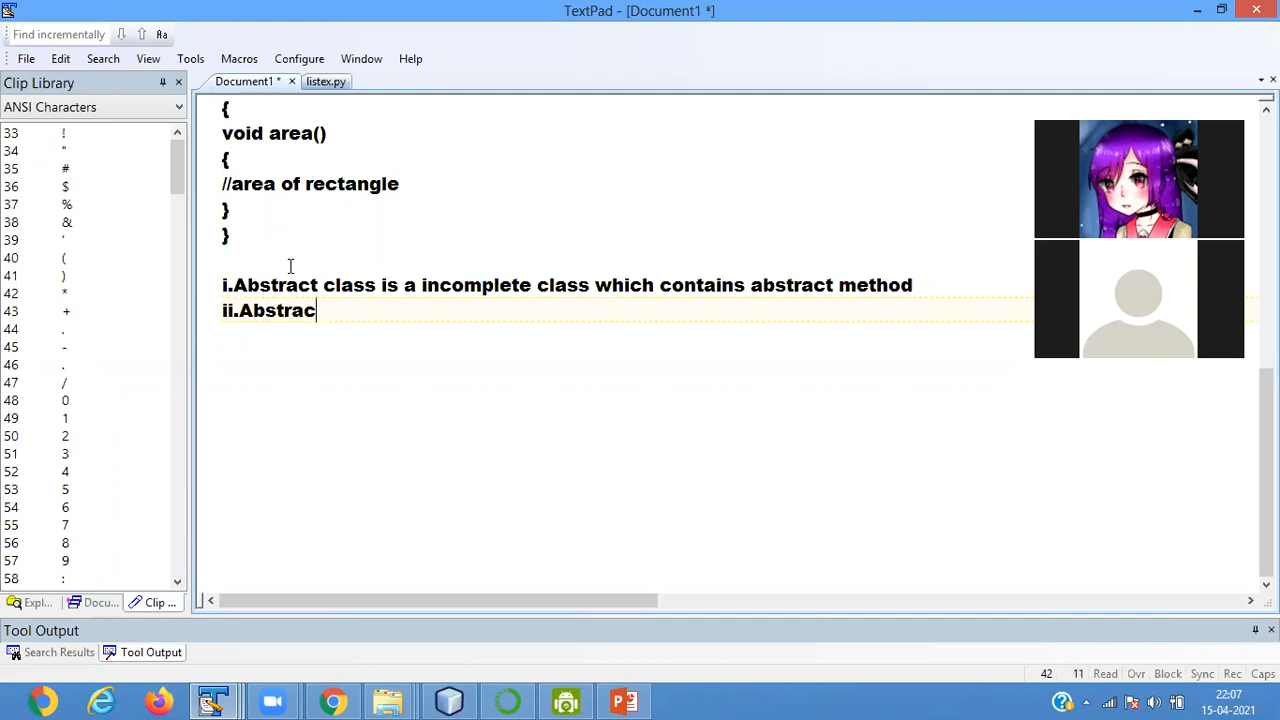 TextPad - [Document1 *]
Find incrementally
Aa
File Edit Search View Tools Macros Configure Window Help
Clip Library
Document1 *
listex.py
ANSI Characters
33 !
34 "
35 #
36 $
37 %
38 &
39 '
40 (
41 )
42 *
43 +
44 ,
45 -
46 .
47 /
48 0
49 1
50 2
51 3
52 4
53 5
54 6
55 7
56 8
57 9
58 :
{
void area()
{
//area of rectangle
}
}
i.Abstract class is a incomplete class which contains abstract method
ii.Abstrac
Expl... Docu... Clip ...
Tool Output
Search Results Tool Output
42 11 Read Ovr Block Sync Rec Caps
22:07
15-04-2021